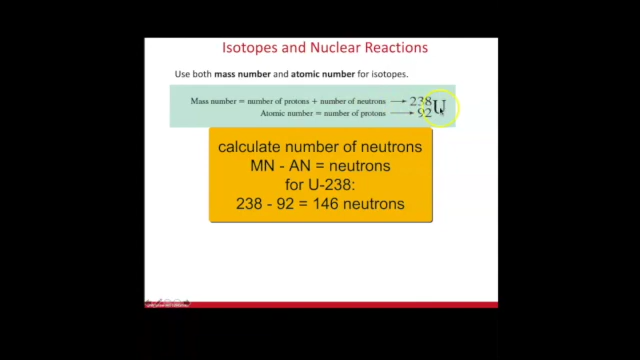 Isotopes and Nuclear Reactions
Use both mass number and atomic number for isotopes.
Mass number = number of protons + number of neutrons → 238
Atomic number = number of protons → 92
U
calculate number of neutrons
MN - AN = neutrons
for U-238:
238 - 92 = 146 neutrons